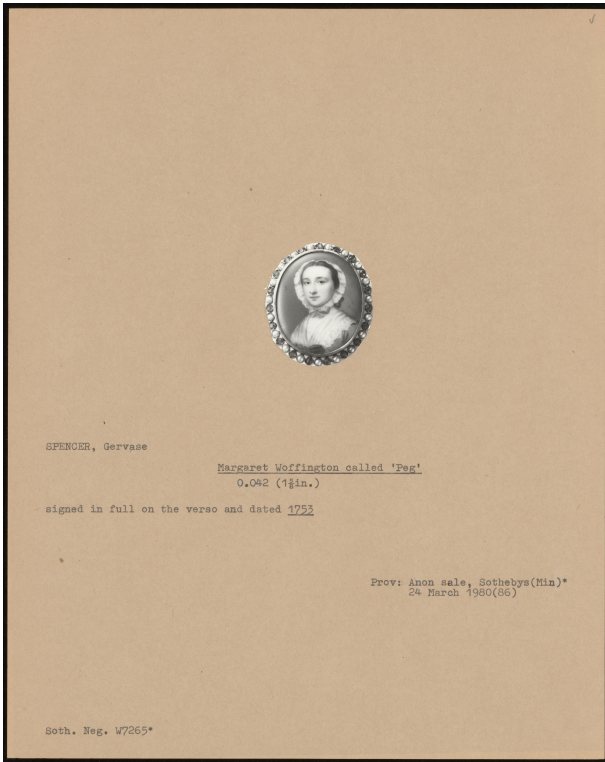 SPENCER, Gervase
Margaret Woffington called 'Peg'
0.042 (1⅝in.)
signed in full on the verso and dated 1753
Prov: Anon sale, Sothebys(Min)*
24 March 1980(86)
Soth. Neg. W7265*